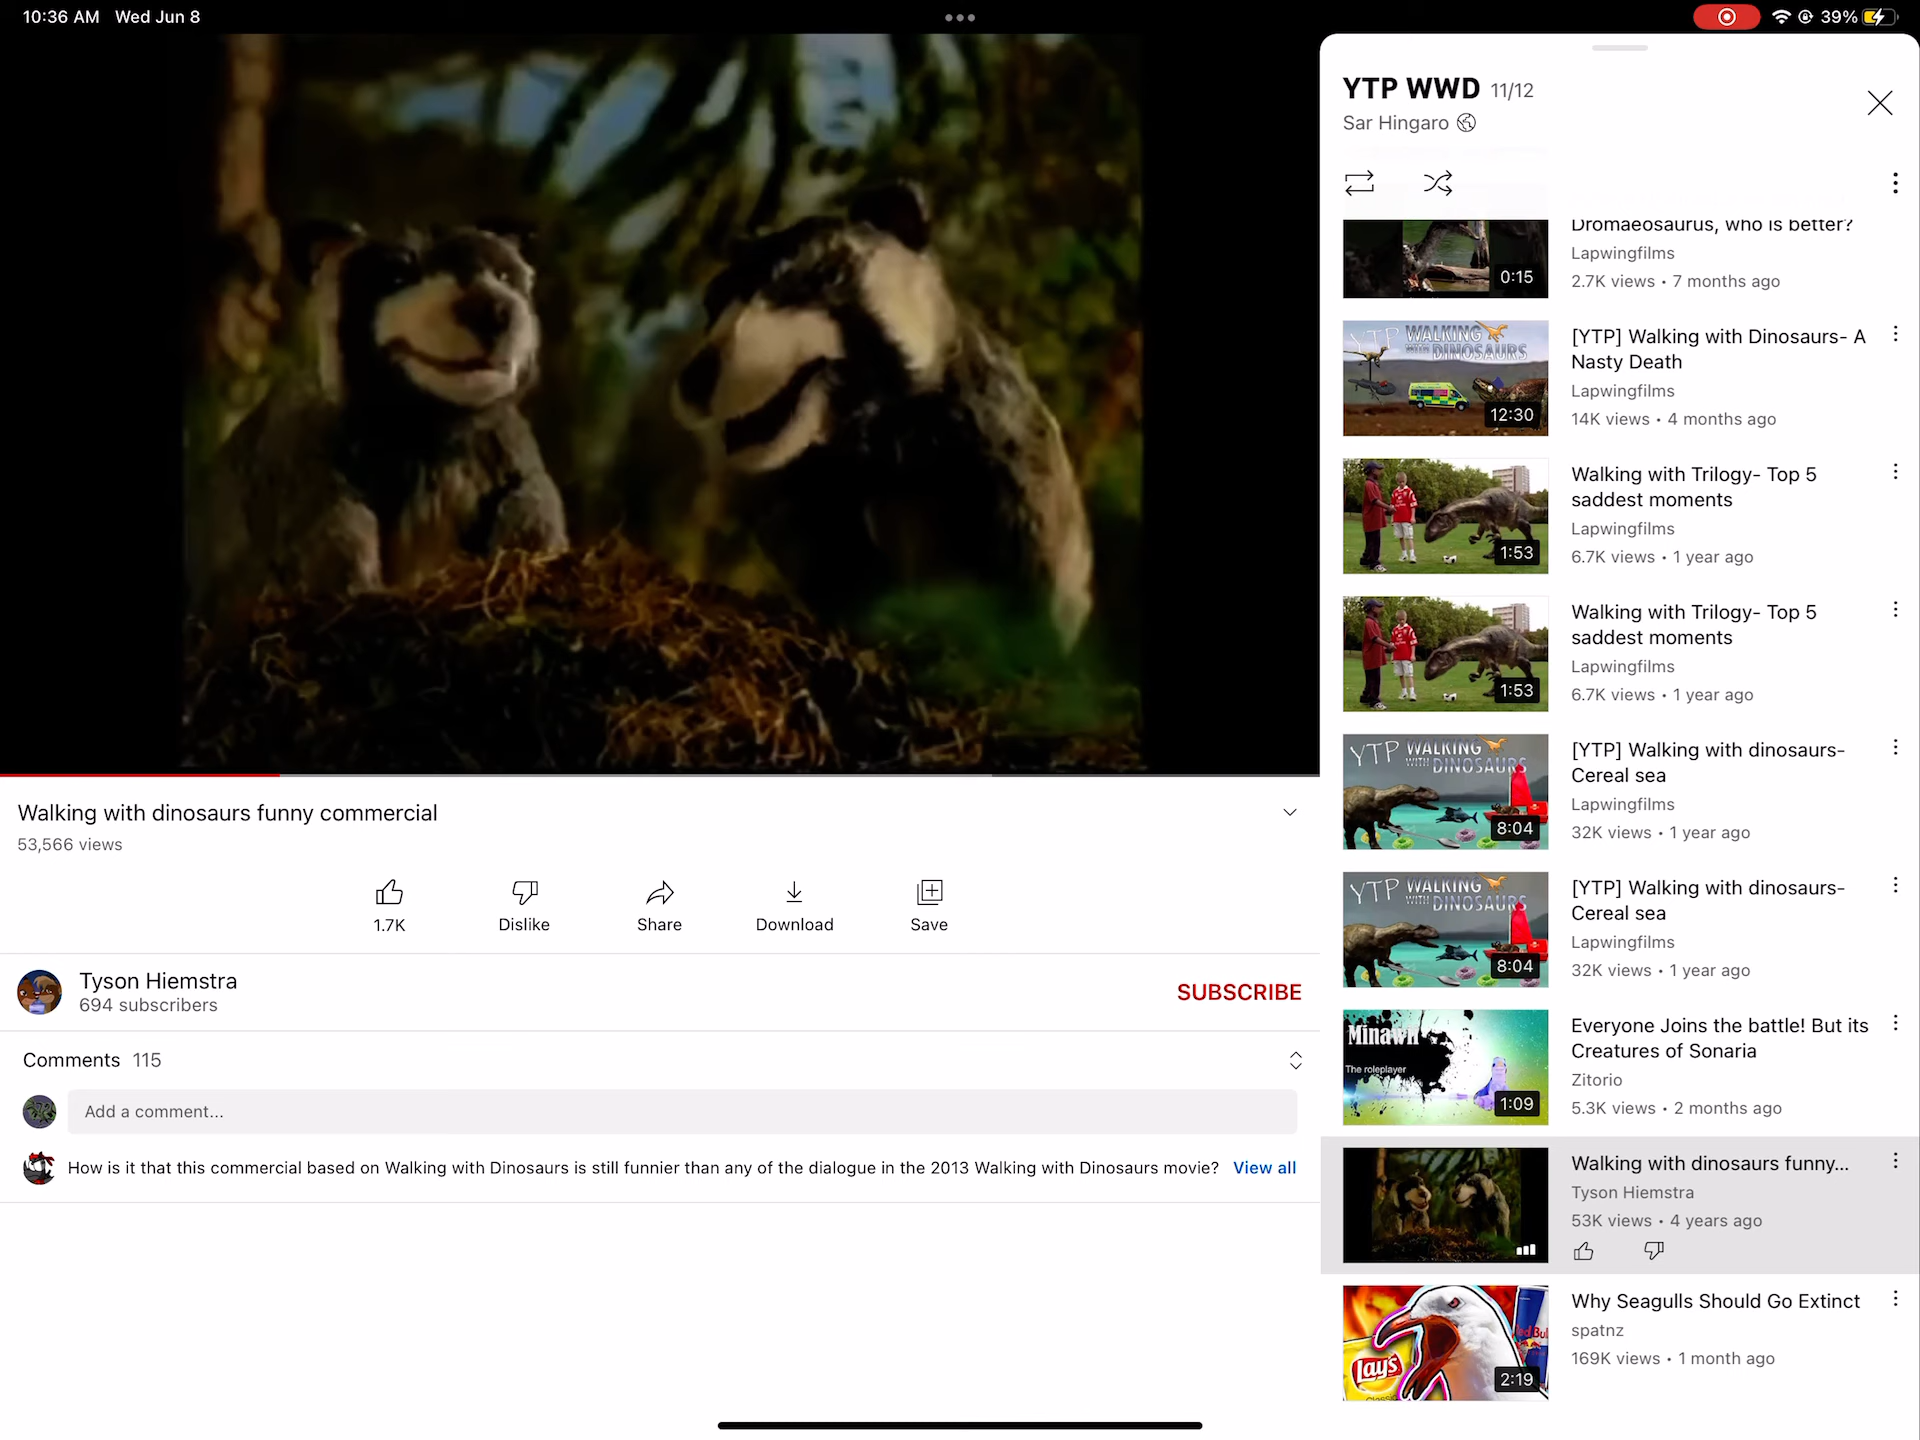 10:36 AM Wed Jun 8
39%
YTP WWD 11/12
Sar Hingaro
Dromaeosaurus, who is better?
Lapwingfilms
2.7K views • 7 months ago
0:15
YTP WALKING WITH DINOSAURS
12:30
[YTP] Walking with Dinosaurs- A
Nasty Death
Lapwingfilms
14K views • 4 months ago
1:53
Walking with Trilogy- Top 5
saddest moments
Lapwingfilms
6.7K views • 1 year ago
1:53
Walking with Trilogy- Top 5
saddest moments
Lapwingfilms
6.7K views • 1 year ago
YTP WALKING WITH DINOSAURS
8:04
[YTP] Walking with dinosaurs-
Cereal sea
Lapwingfilms
32K views • 1 year ago
YTP WALKING WITH DINOSAURS
8:04
[YTP] Walking with dinosaurs-
Cereal sea
Lapwingfilms
32K views • 1 year ago
Minawn
The roleplayer
1:09
Everyone Joins the battle! But its
Creatures of Sonaria
Zitorio
5.3K views • 2 months ago
Walking with dinosaurs funny...
Tyson Hiemstra
53K views • 4 years ago
Lay's
Classic
Red Bul
2:19
Why Seagulls Should Go Extinct
spatnz
169K views • 1 month ago
Walking with dinosaurs funny commercial
53,566 views
1.7K Dislike Share Download Save
Tyson Hiemstra
694 subscribers
SUBSCRIBE
Comments 115
Add a comment...
How is it that this commercial based on Walking with Dinosaurs is still funnier than any of the dialogue in the 2013 Walking with Dinosaurs movie? View all